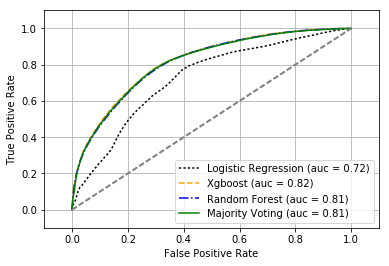 True Positive Rate
1.0
0.8
0.6
0.4
0.2
0.0
Logistic Regression (auc = 0.72)
Xgboost (auc = 0.82)
Random Forest (auc = 0.81)
Majority Voting (auc = 0.81)
0.0 0.2 0.4 0.6 0.8 1.0
False Positive Rate